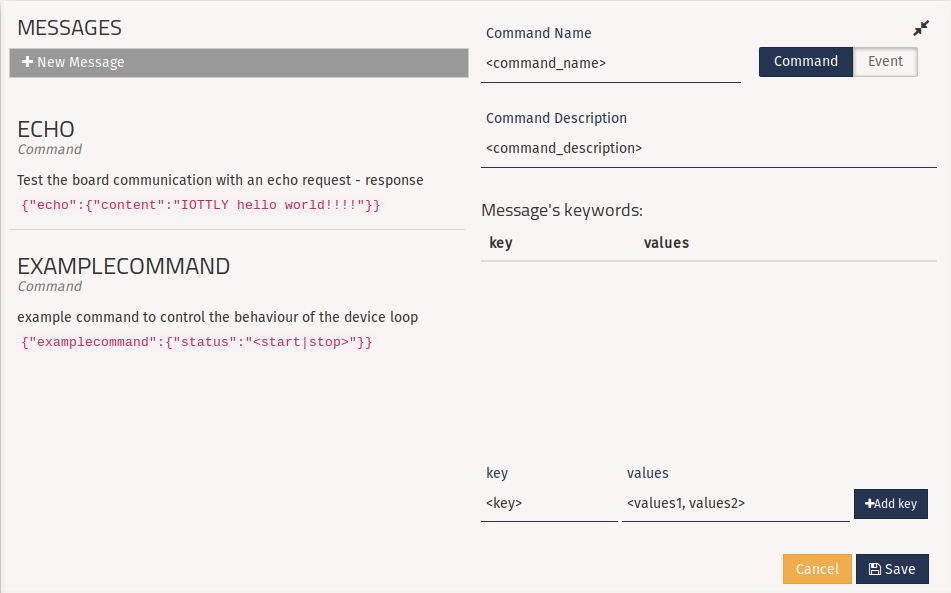 MESSAGES
New Message
ECHO
Command
Test the board communication with an echo request - response
{"echo":{"content":"IOTTLY hello world!!!!"}}
EXAMPLECOMMAND
Command
example command to control the behaviour of the device loop
{"examplecommand":{"status":"<start|stop>"}}
Command Name
<command_name>
Command Event
Command Description
<command_description>
Message's keywords:
key values
key values
<key> <values1, values2> +Add key
Cancel Save